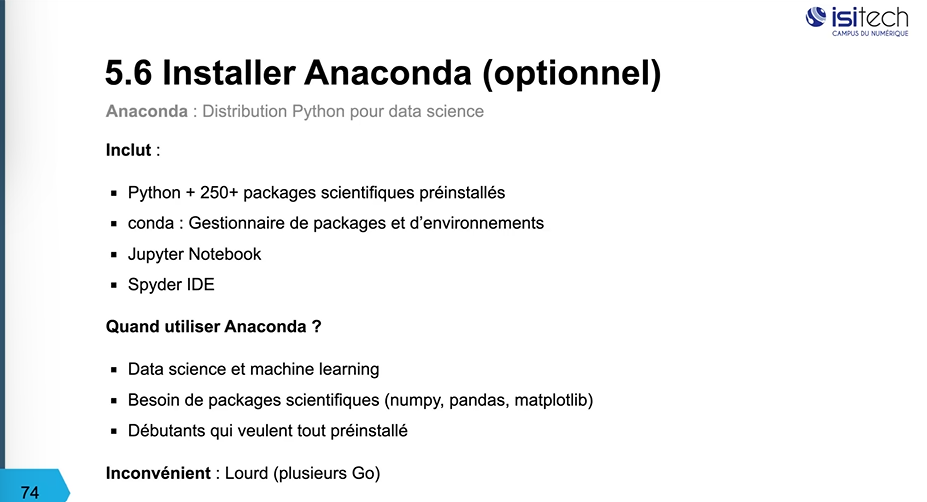 isitech
CAMPUS DU NUMÉRIQUE
5.6 Installer Anaconda (optionnel)
Anaconda : Distribution Python pour data science
Inclut :
▪ Python + 250+ packages scientifiques préinstallés
▪ conda : Gestionnaire de packages et d’environnements
▪ Jupyter Notebook
▪ Spyder IDE
Quand utiliser Anaconda ?
▪ Data science et machine learning
▪ Besoin de packages scientifiques (numpy, pandas, matplotlib)
▪ Débutants qui veulent tout préinstallé
Inconvénient : Lourd (plusieurs Go)
74